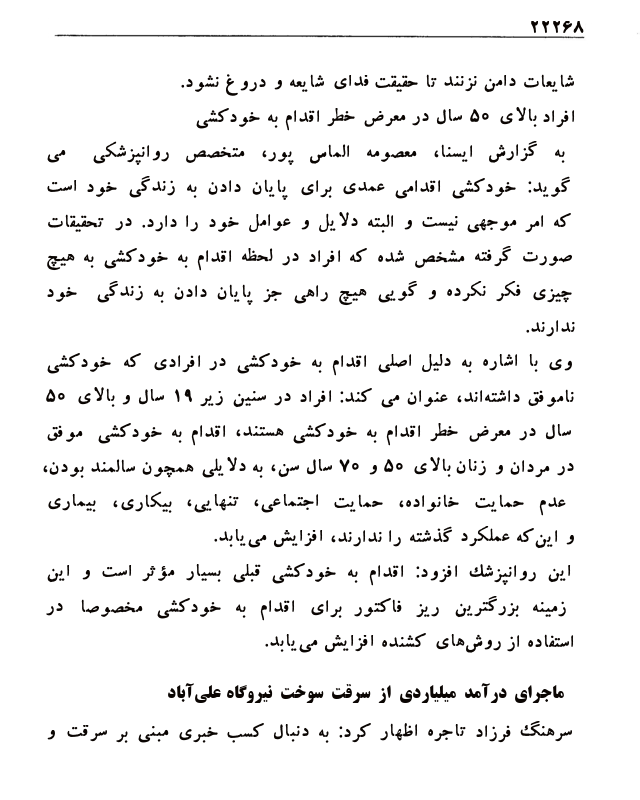 ۲۲۲۶۸
شایعات دامن نزنند تا حقیقت فدای شایعه و دروغ نشود.
افراد بالای ۵۰ سال در معرض خطر اقدام به خودکشی
به گزارش ایسنا، معصومه الماس پور، متخصص روانپزشکی می
گوید: خودکشی اقدامی عمدی برای پایان دادن به زندگی خود است
که امر موجهی نیست و البته دلایل و عوامل خود را دارد. در تحقیقات
صورت گرفته مشخص شده که افراد در لحظه اقدام به خودکشی به هیچ
چیزی فکر نکرده و گویی هیچ راهی جز پایان دادن به زندگی خود
ندارند.
وی با اشاره به دلیل اصلی اقدام به خودکشی در افرادی که خودکشی
ناموفق داشته‌اند، عنوان می کند: افراد در سنین زیر ۱۹ سال و بالای ۵۰
سال در معرض خطر اقدام به خودکشی هستند، اقدام به خودکشی موفق
در مردان و زنان بالای ۵۰ و ۷۰ سال سن، به دلایلی همچون سالمند بودن،
عدم حمایت خانواده، حمایت اجتماعی، تنهایی، بیکاری، بیماری
و این‌که عملکرد گذشته را ندارند، افزایش می‌یابد.
این روانپزشك افزود: اقدام به خودکشی قبلی بسیار مؤثر است و این
زمینه بزرگترین ریز فاکتور برای اقدام به خودکشی مخصوصا در
استفاده از روش‌های کشنده افزایش می‌یابد.
ماجرای درآمد میلیاردی از سرقت سوخت نیروگاه علی‌آباد
سرهنگ فرزاد تاجره اظهار کرد: به دنبال کسب خبری مبنی بر سرقت و